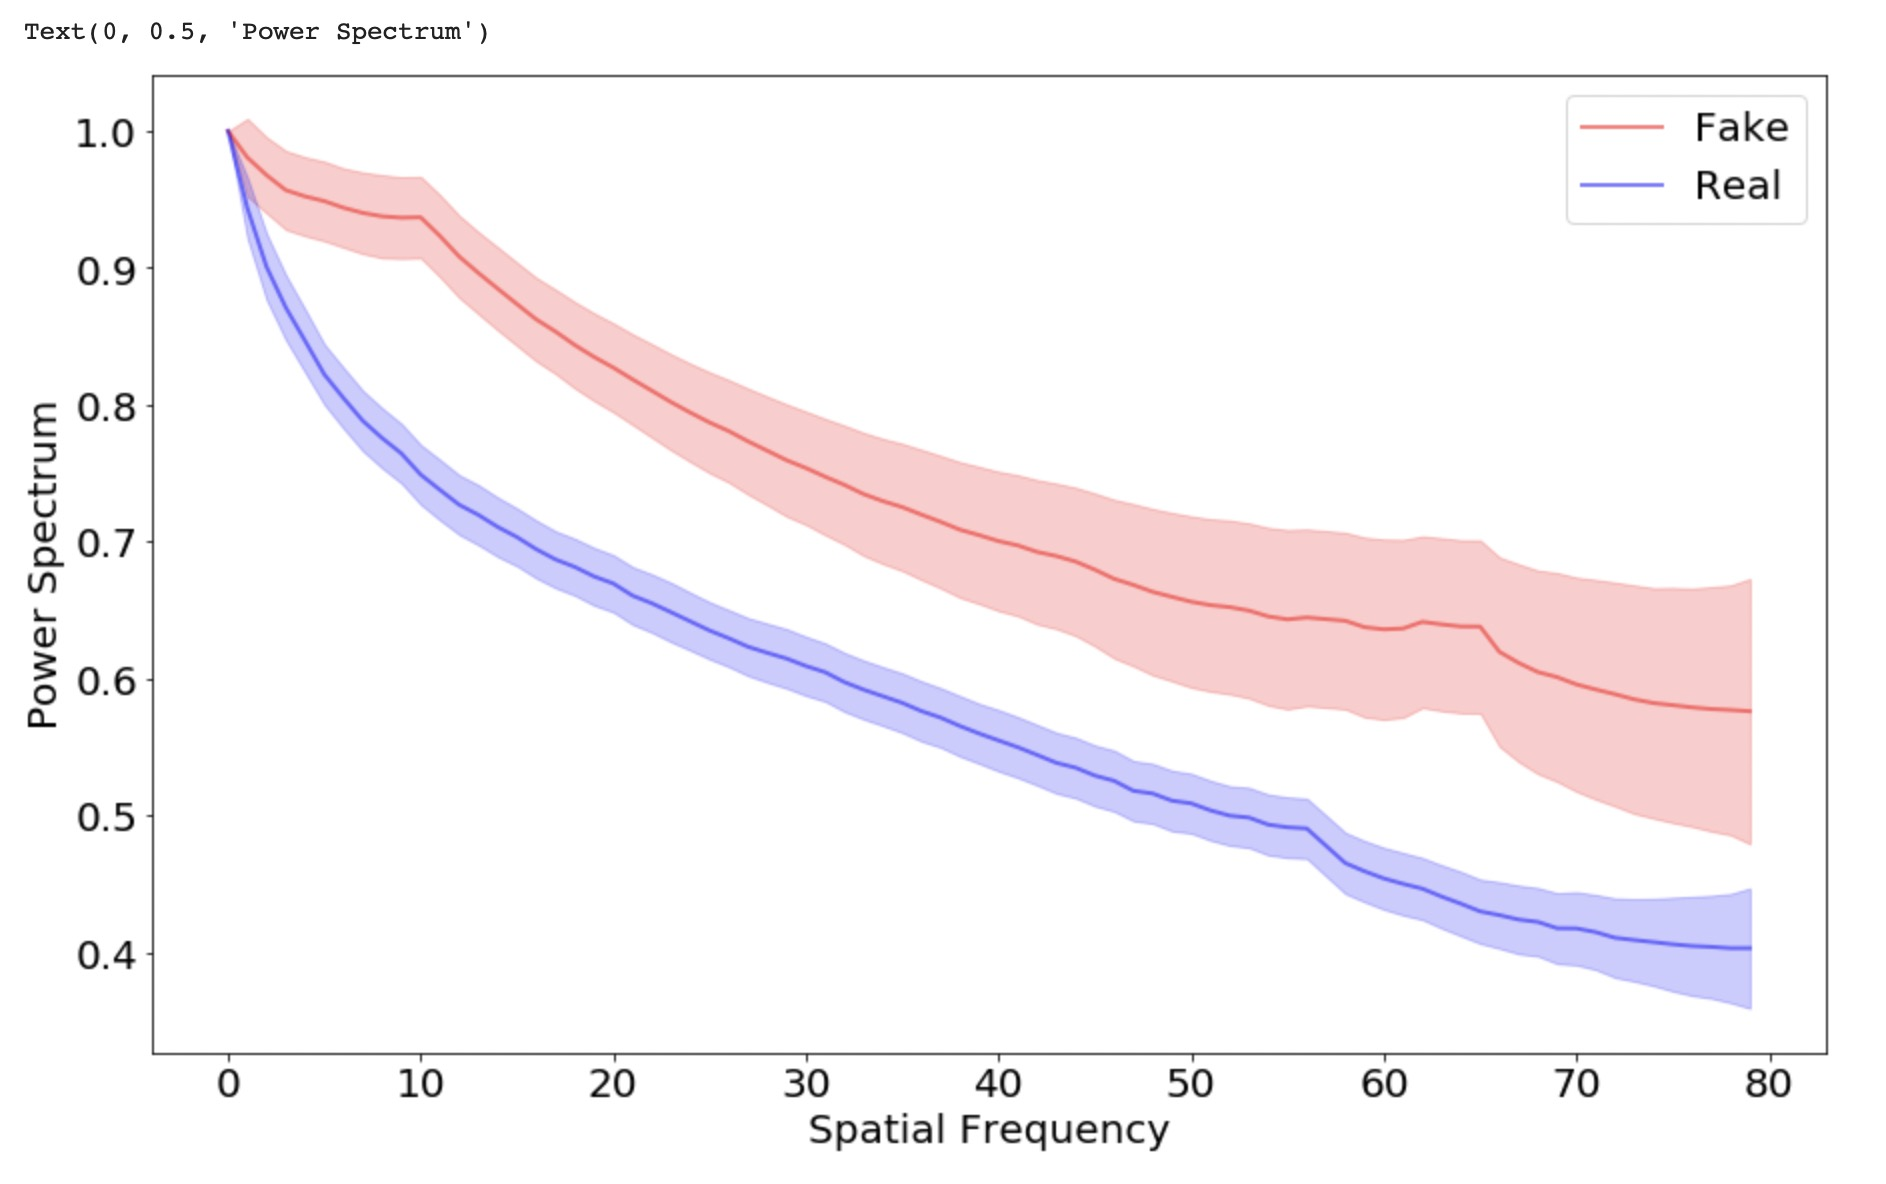 Text(0, 0.5, 'Power Spectrum')
1.0
0.9
0.8
0.7
0.6
0.5
0.4
Power Spectrum
Fake
Real
0 10 20 30 40 50 60 70 80
Spatial Frequency